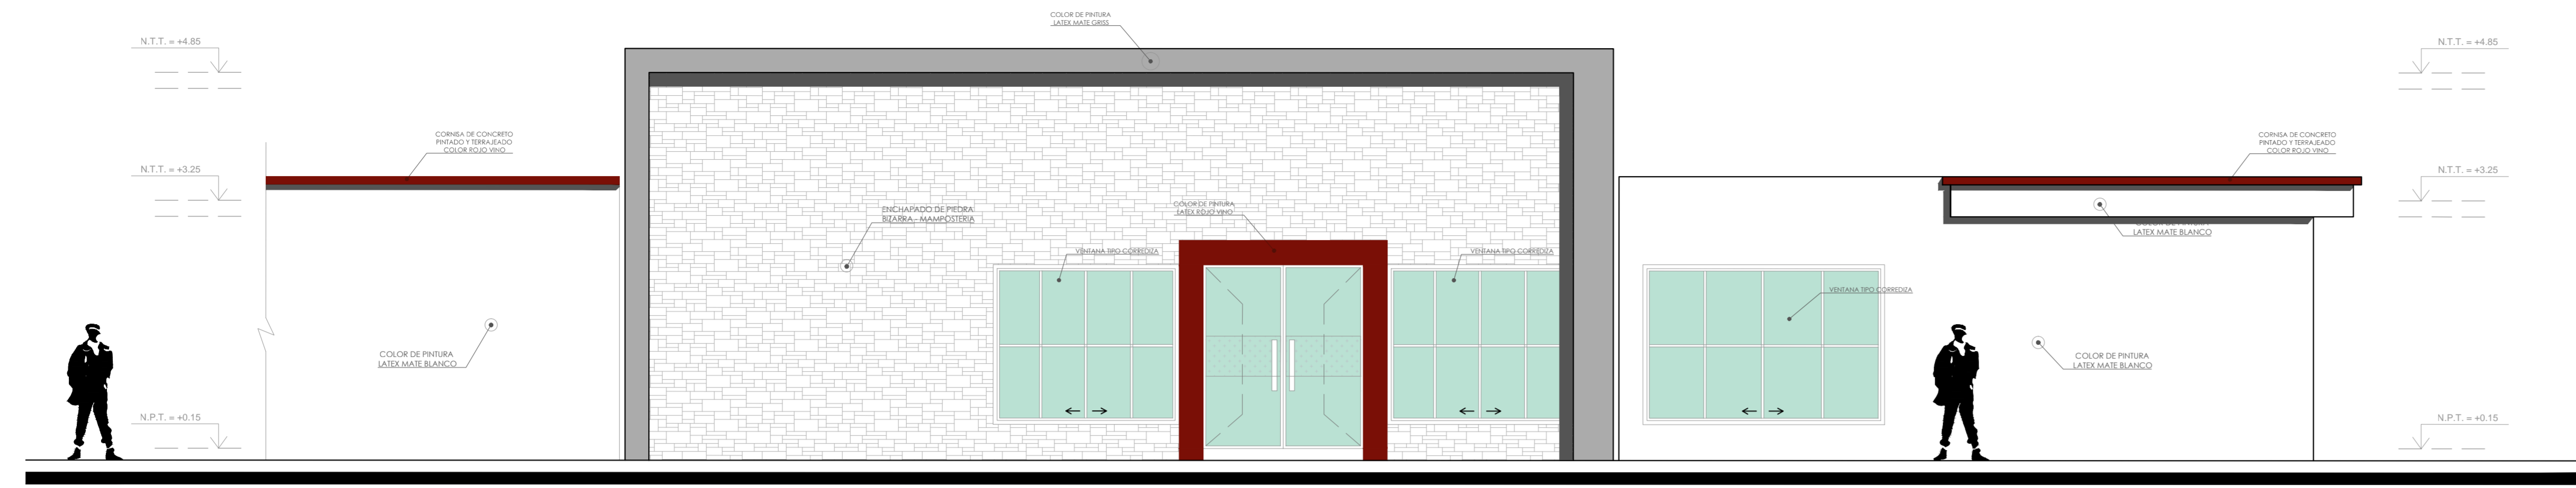 COLOR DE PINTURA
LATEX MATE GRISS
N.T.T. = +4.85
N.T.T. = +4.85
CORNISA DE CONCRETO
PINTADO Y TERRAJEADO
COLOR ROJO VINO
CORNISA DE CONCRETO
PINTADO Y TERRAJEADO
COLOR ROJO VINO
N.T.T. = +3.25
N.T.T. = +3.25
ENCHAPADO DE PIEDRA
BIZARRA - MAMPOSTERIA
COLOR DE PINTURA
LATEX ROJO VINO
LATEX MATE BLANCO
VENTANA TIPO CORREDIZA
VENTANA TIPO CORREDIZA
VENTANA TIPO CORREDIZA
COLOR DE PINTURA
LATEX MATE BLANCO
COLOR DE PINTURA
LATEX MATE BLANCO
N.P.T. = +0.15
N.P.T. = +0.15